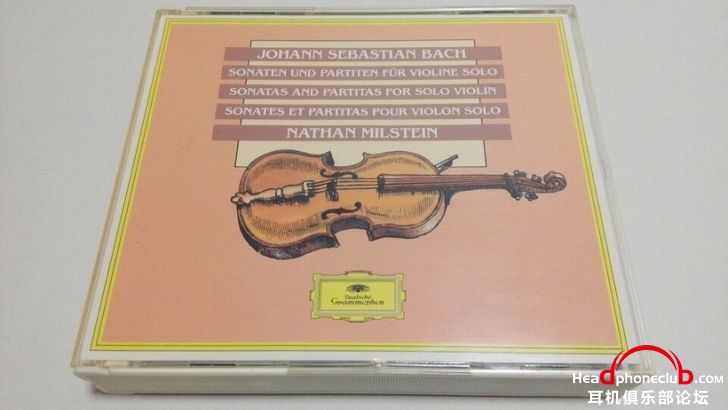 JOHANN SEBASTIAN BACH
SONATEN UND PARTITEN FÜR VIOLINE SOLO
SONATAS AND PARTITAS FOR SOLO VIOLIN
SONATES ET PARTITAS POUR VIOLON SOLO
NATHAN MILSTEIN
Deutsche
Grammophon
HeadphoneclubD.com
耳机俱乐部论坛